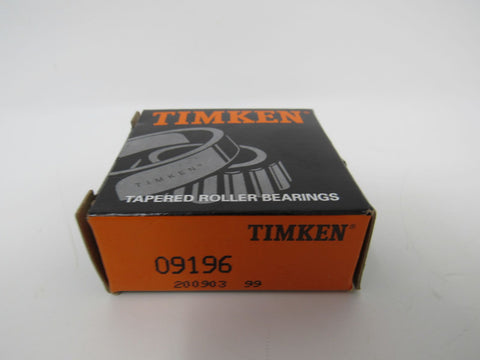 TIMKEN®
TIMKEN
TAPERED ROLLER BEARINGS
TIMKEN®
09196
200903 99